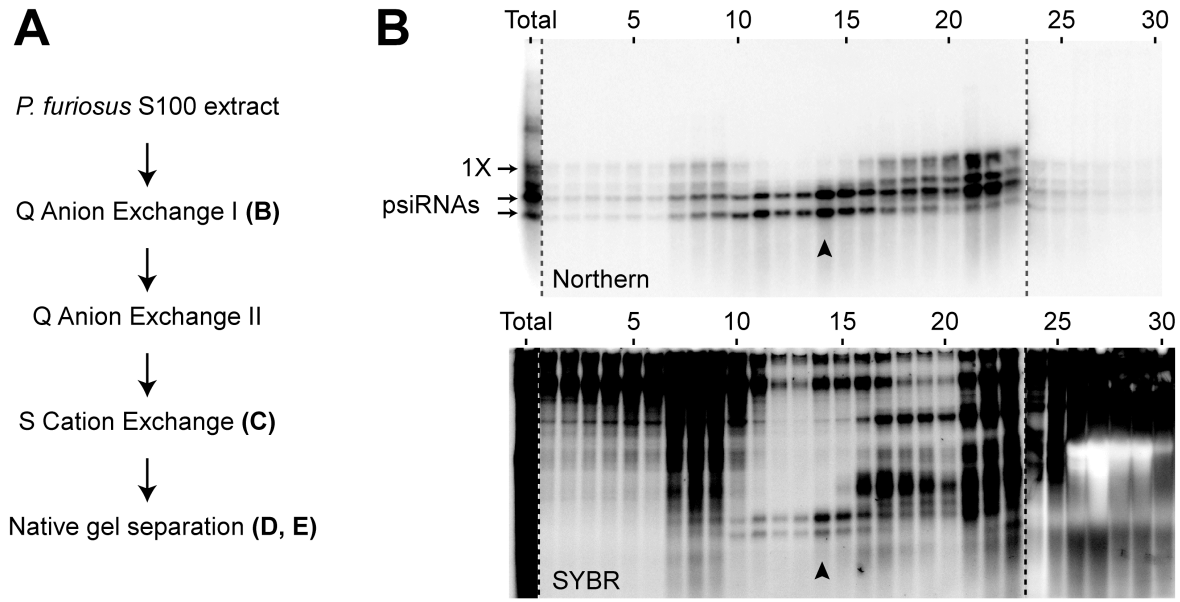 A
P. furiosus S100 extract
Q Anion Exchange I (B)
Q Anion Exchange II
S Cation Exchange (C)
Native gel separation (D, E)
B
Total 5 10 15 20 25 30
1X
psiRNAs
Northern
Total 5 10 15 20 25 30
SYBR